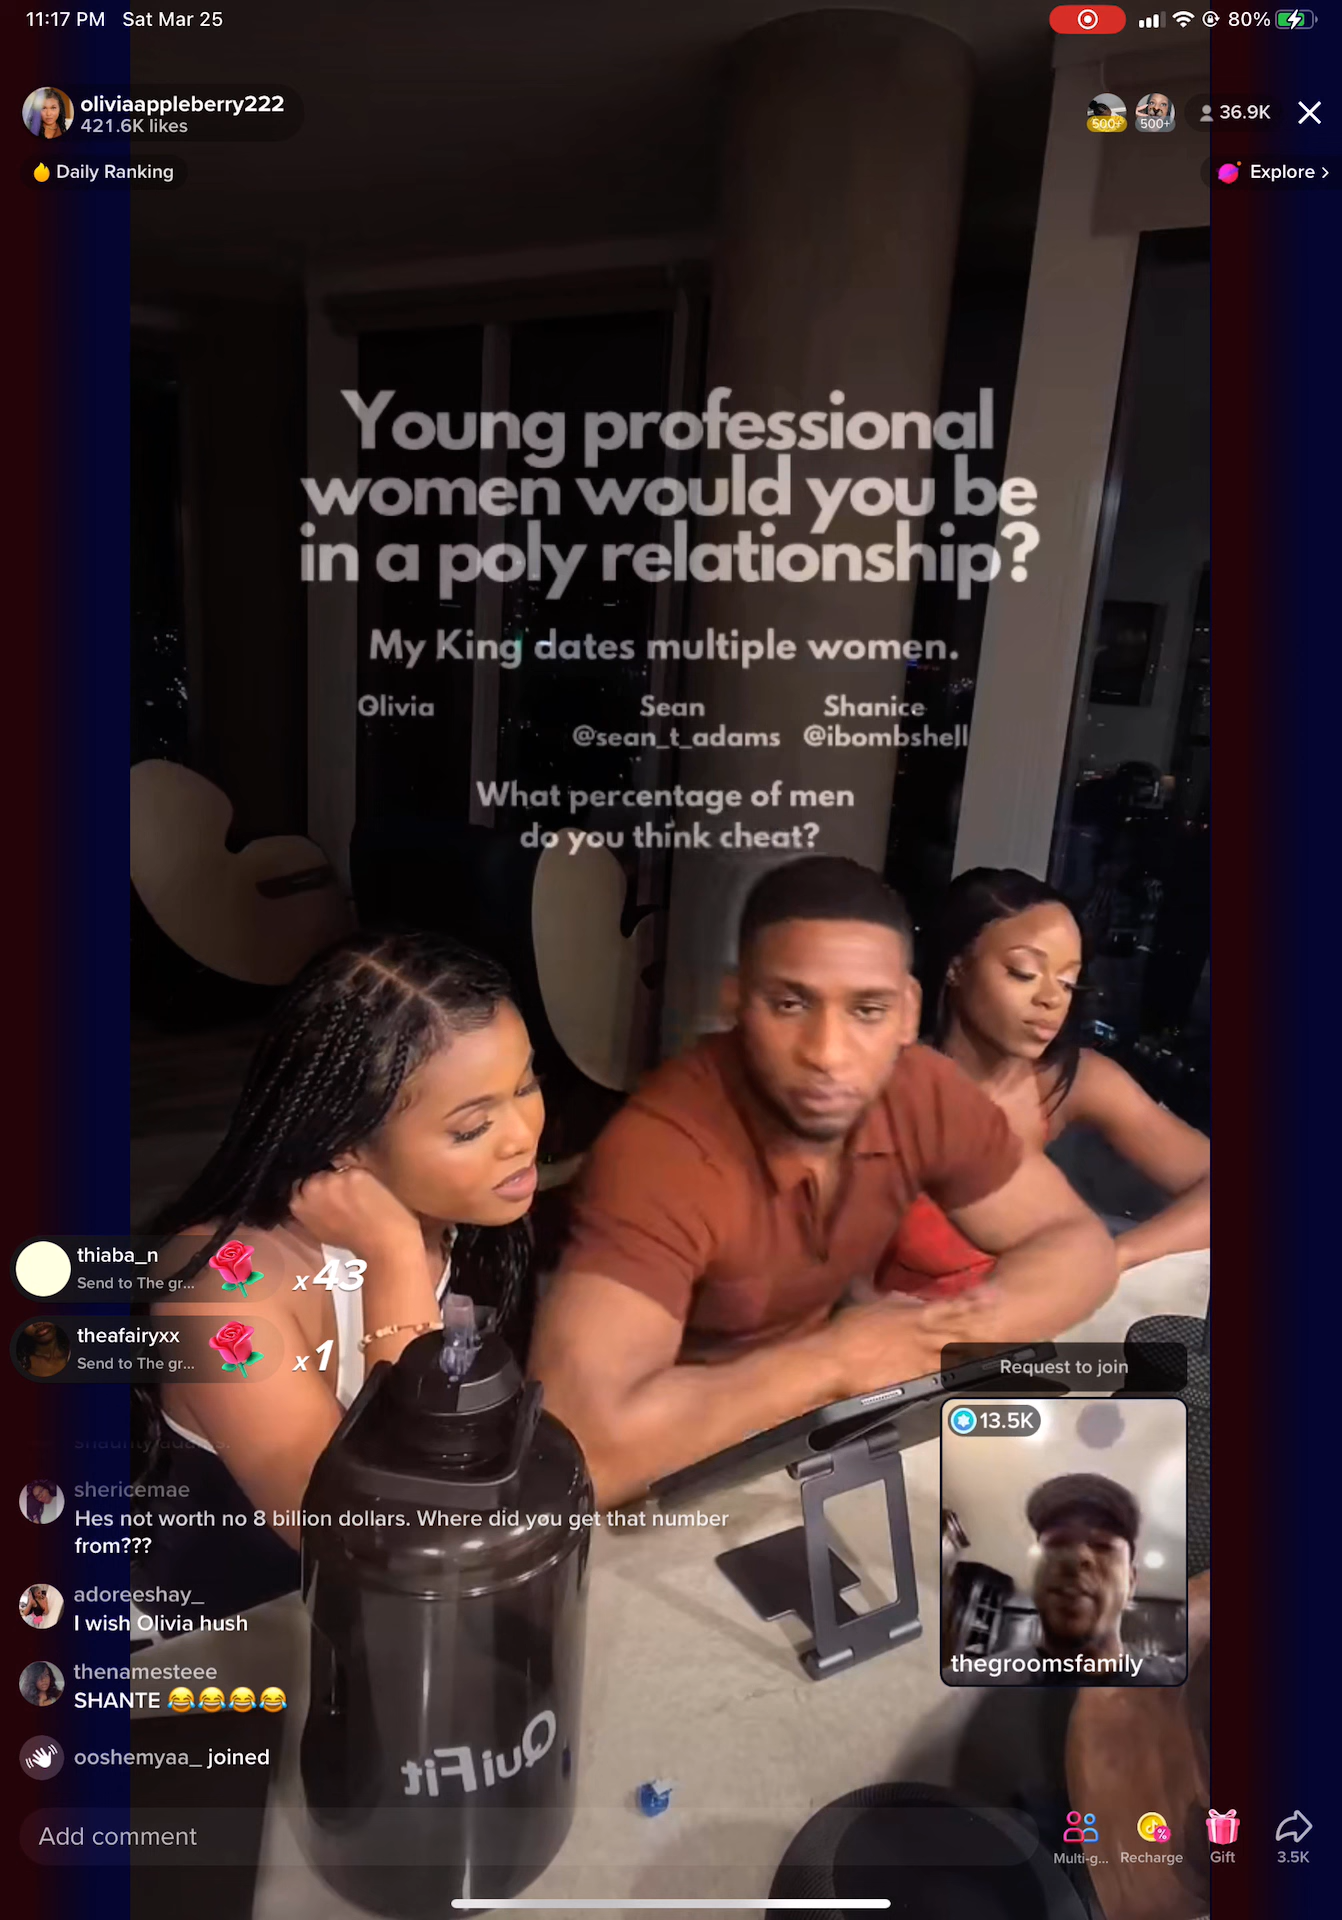 11:17 PM Sat Mar 25
80%
oliviaappleberry222
421.6K likes
500+
500+
36.9K
Daily Ranking
Explore >
Young professional
women would you be
in a poly relationship?
My King dates multiple women.
Olivia Sean Shanice
@sean_t_adams @ibombshell
What percentage of men
do you think cheat?
thiaba_n
Send to The gr...
x43
theafairyxx
Send to The gr...
x1
Request to join
13.5K
thegroomsfamily
shericemae
Hes not worth no 8 billion dollars. Where did you get that number
from???
adoreeshay_
I wish Olivia hush
thenamesteee
SHANTE 😂😂😂😂
ooshemyaa_ joined
QuiFit
Add comment
Multi-g...
Recharge
Gift
3.5K